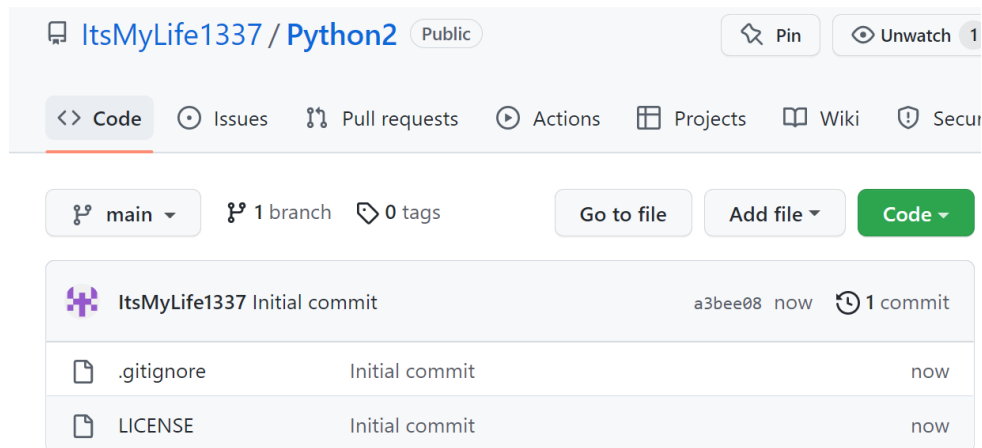 ItsMyLife1337 / Python2 Public Pin Unwatch 1
<> Code Issues Pull requests Actions Projects Wiki Secur
main 1 branch 0 tags Go to file Add file Code
ItsMyLife1337 Initial commit a3bee08 now 1 commit
.gitignore Initial commit now
LICENSE Initial commit now